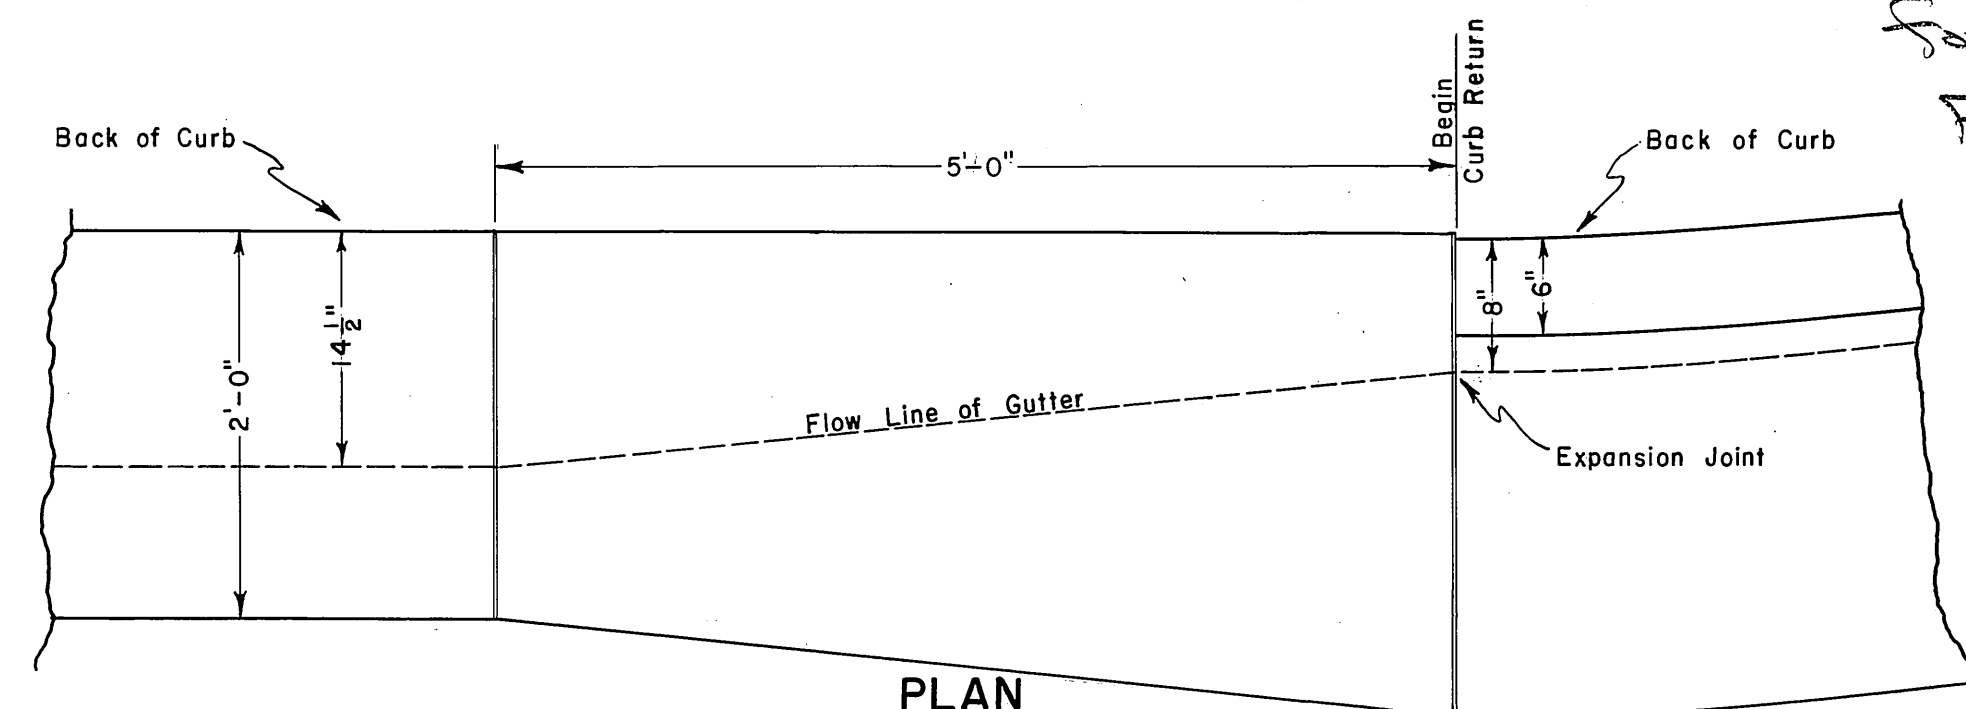 Begin
Curb Return
Back of Curb
5'-0"
Back of Curb
2'-0"
14 1/2"
8"
6"
Flow Line of Gutter
Expansion Joint
PLAN